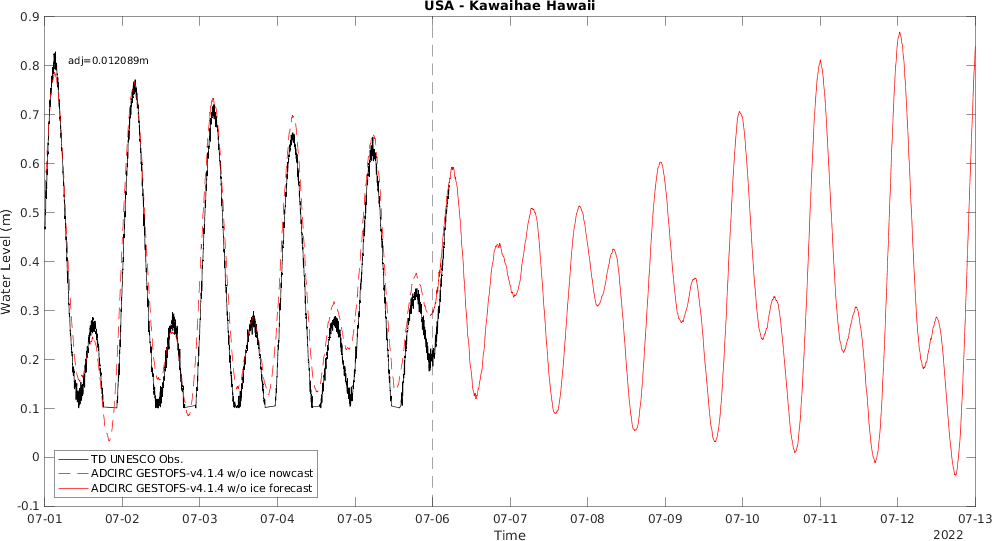 USA - Kawaihae Hawaii
0.9
0.8
0.7
0.6
0.5
0.4
0.3
0.2
0.1
0
-0.1
Water Level (m)
adj=0.012089m
TD UNESCO Obs.
ADCIRC GESTOFS-v4.1.4 w/o ice nowcast
ADCIRC GESTOFS-v4.1.4 w/o ice forecast
07-01 07-02 07-03 07-04 07-05 07-06 07-07 07-08 07-09 07-10 07-11 07-12 07-13
Time
2022